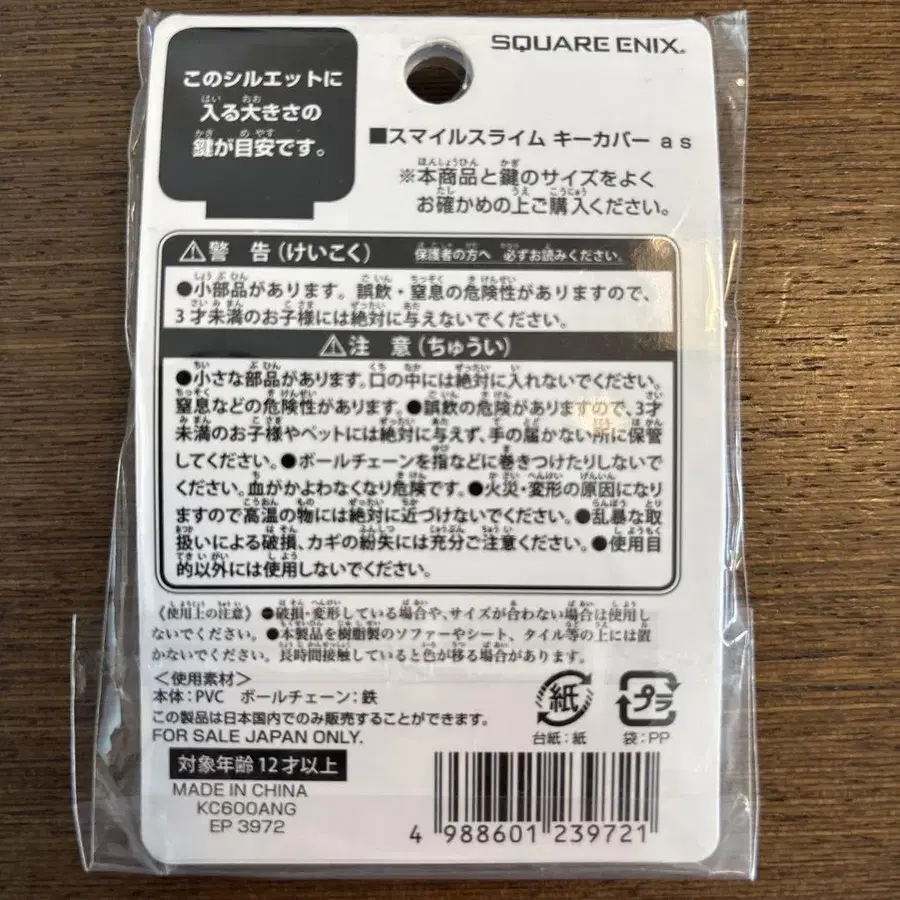 SQUARE ENIX®
このシルエットに
入る大きさの
鍵が目安です。
■スマイルスライム キーカバー a s
※本商品と鍵のサイズをよく
お確かめの上ご購入ください。
⚠警 告(けいこく) 保護者の方へ 必ずお読みください。
●小部品があります。誤飲・窒息の危険性がありますので、
3才未満のお子様には絶対に与えないでください。
⚠注 意(ちゅうい)
●小さな部品があります。口の中には絶対に入れないでください。
窒息などの危険性があります。●誤飲の危険がありますので、3才
未満のお子様やペットには絶対に与えず、手の届かない所に保管
してください。●ボールチェーンを指などに巻きつけたりしないで
ください。血がかよわなくなり危険です。●火災・変形の原因になり
ますので高温の物には絶対に近づけないでください。●乱暴な取
扱いによる破損、カギの紛失には充分ご注意ください。●使用目
的以外には使用しないでください。
《使用上の注意》●破損・変形している場合や、サイズが合わない場合は使用し
ないでください。●本製品を樹脂製のソファーやシート、タイル等の上には置
かないでください。長時間接触していると色が移る場合があります。
<使用素材>
本体:PVC ボールチェーン:鉄
この製品は日本国内でのみ販売することができます。
FOR SALE JAPAN ONLY.
紙
台紙:紙
プラ
袋:PP
対象年齢12才以上
MADE IN CHINA
KC600ANG
EP 3972
4 988601 239721